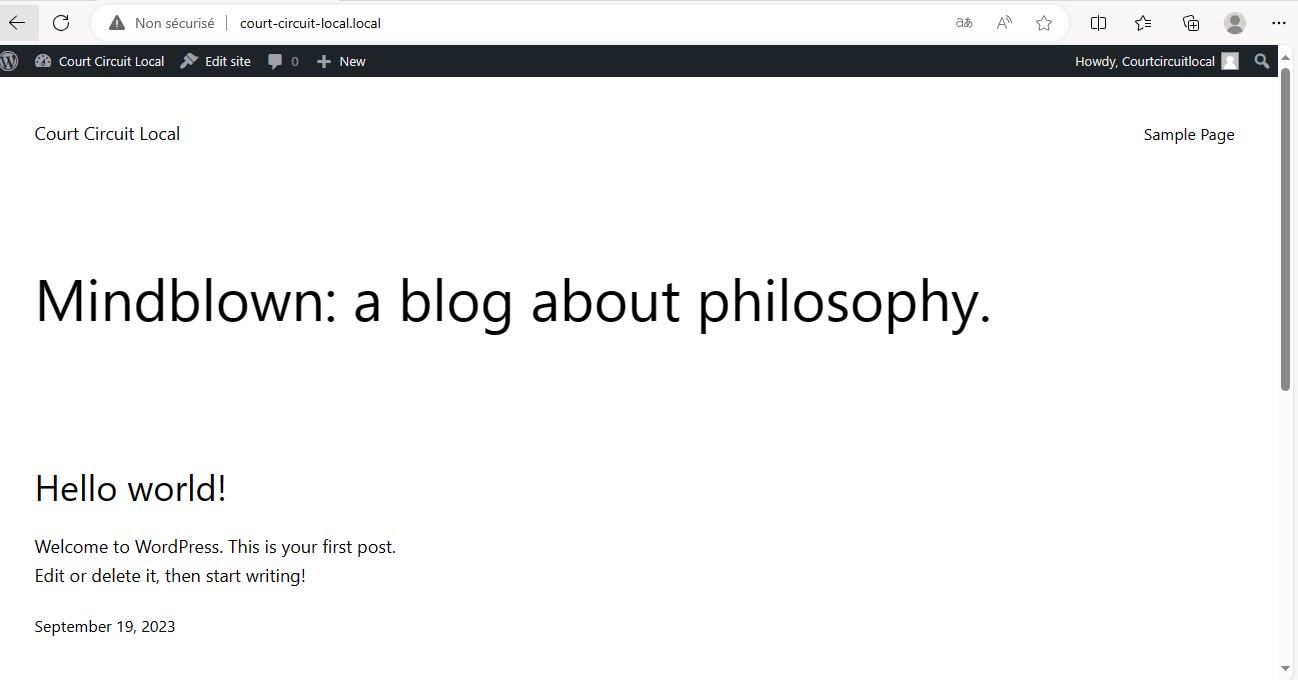 Non sécurisé court-circuit-local.local
Court Circuit Local Edit site 0 New Howdy, Courtcircuitlocal
Court Circuit Local Sample Page
Mindblown: a blog about philosophy.
Hello world!
Welcome to WordPress. This is your first post.
Edit or delete it, then start writing!
September 19, 2023